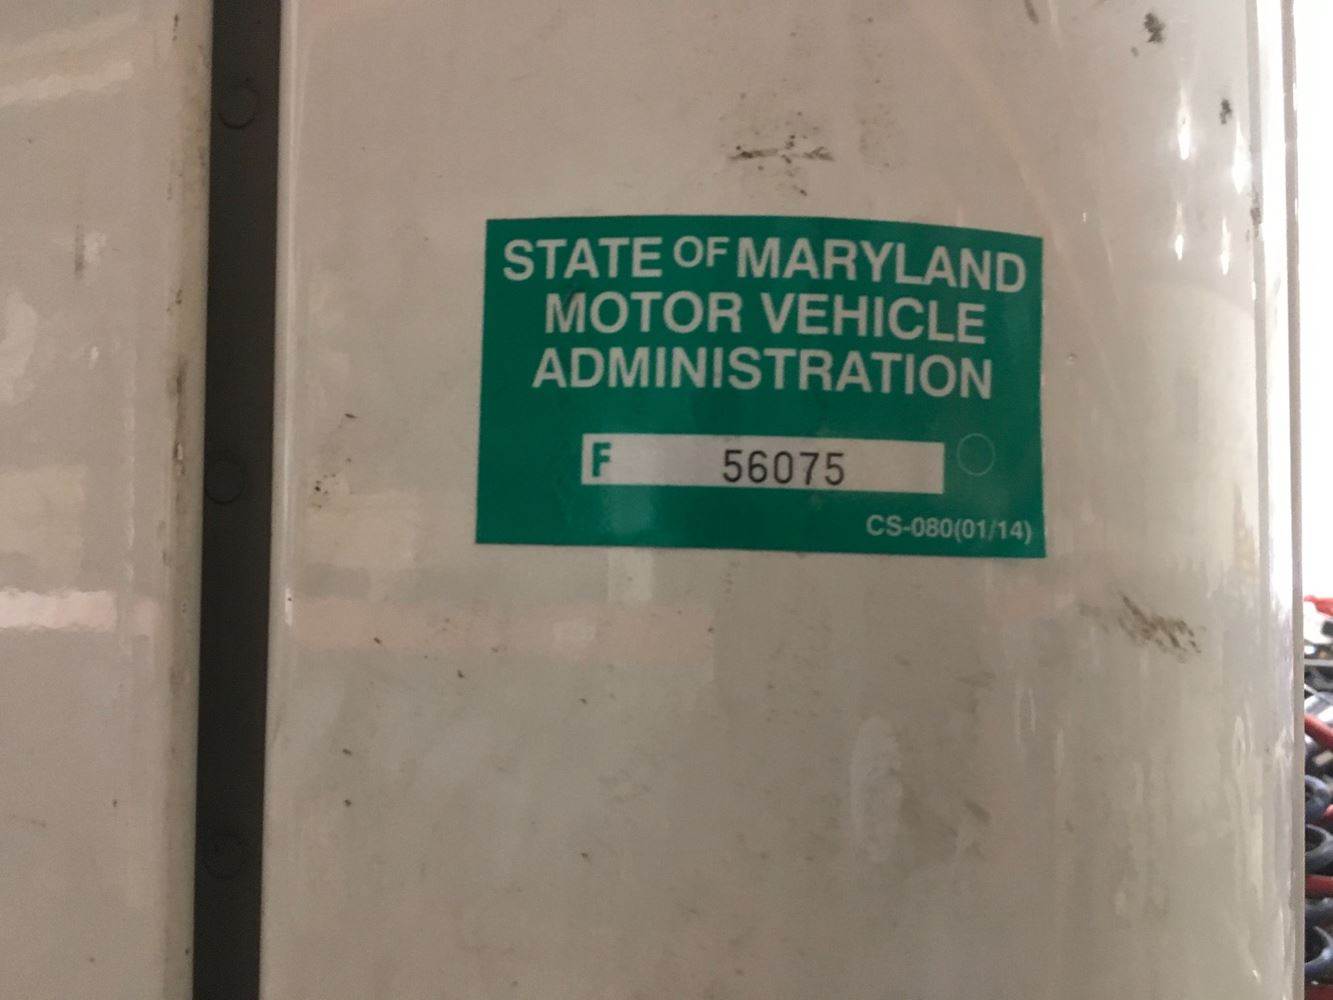 STATE OF MARYLAND
MOTOR VEHICLE
ADMINISTRATION
F 56075
CS-080(01/14)